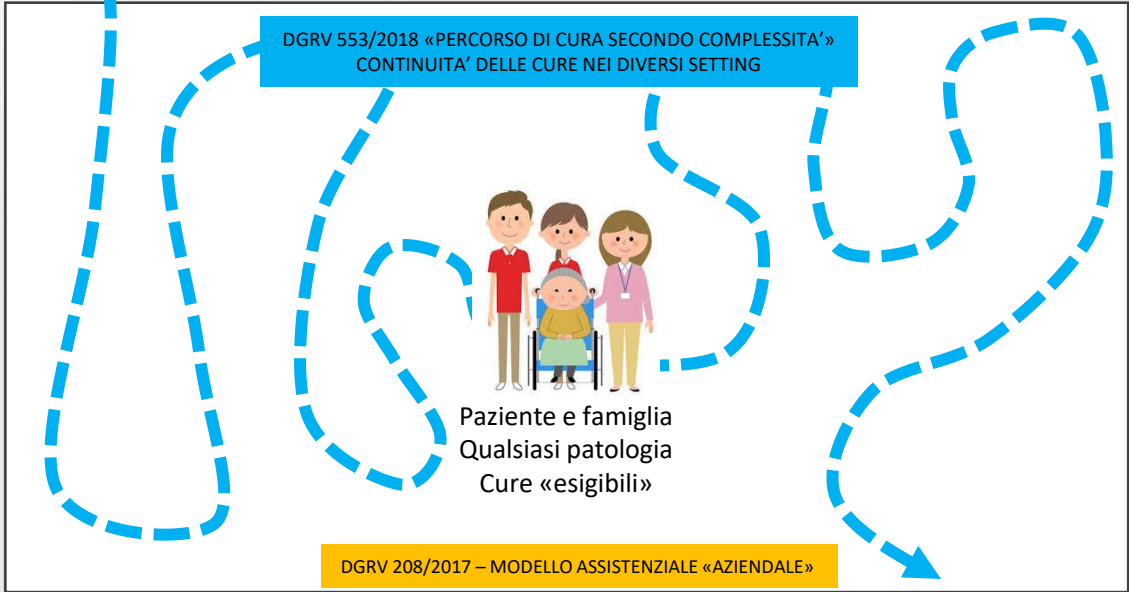 DGRV 553/2018 «PERCORSO DI CURA SECONDO COMPLESSITA’»
CONTINUITA’ DELLE CURE NEI DIVERSI SETTING
Paziente e famiglia
Qualsiasi patologia
Cure «esigibili»
DGRV 208/2017 – MODELLO ASSISTENZIALE «AZIENDALE»